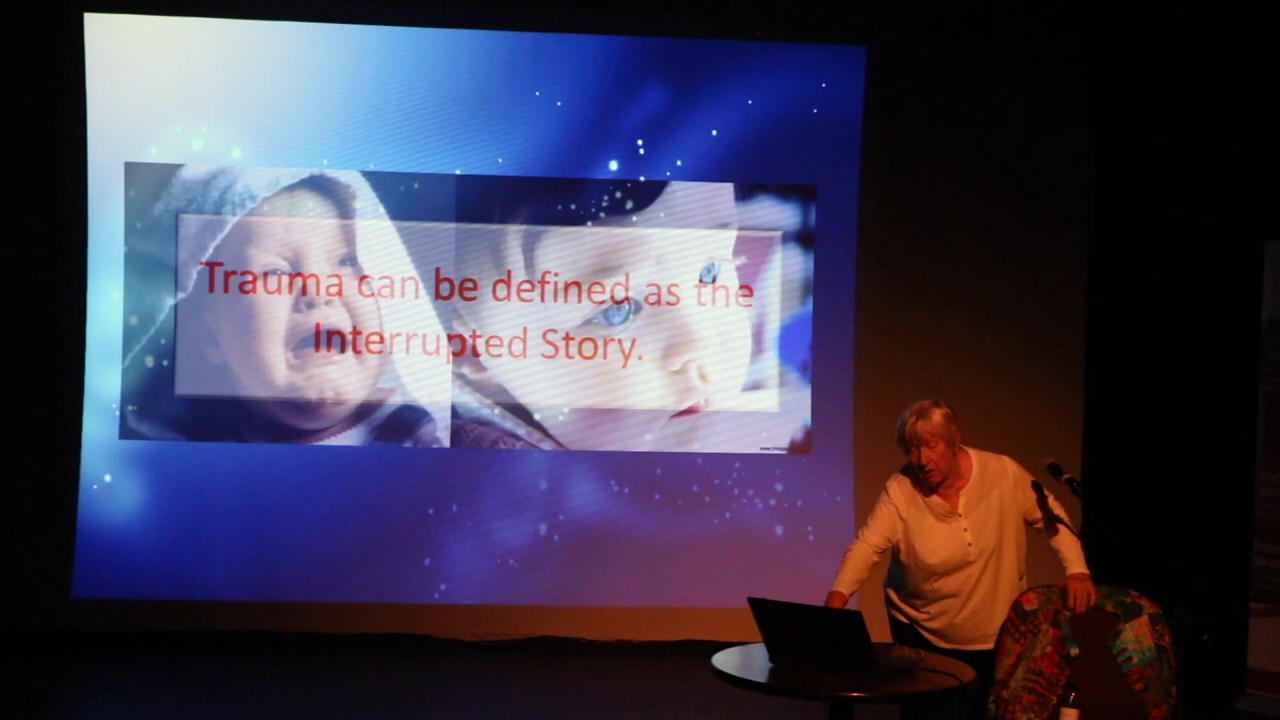 Trauma can be defined as the
Interrupted Story.